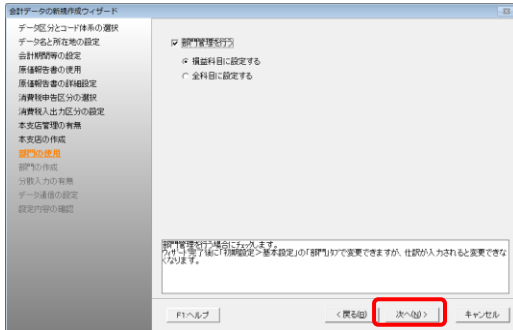 会計データの新規作成ウィザード
データ区分とコード体系の選択
データ名と所在地の設定
会計期間等の設定
原価報告書の使用
原価報告書の詳細設定
消費税申告区分の選択
消費税入出力区分の設定
本支店管理の有無
本支店の作成
部門の使用
部門の作成
分散入力の有無
データ通信の設定
設定内容の確認
部門管理を行う
損益科目に設定する
全科目に設定する
部門管理を行う場合にチェックします。
ウィザード完了後に「初期設定>基本設定」の「部門」タブで変更できますが、仕訳が入力されると変更できな
くなります。
F1:ヘルプ
<戻る(B)
次へ(N)>
キャンセル